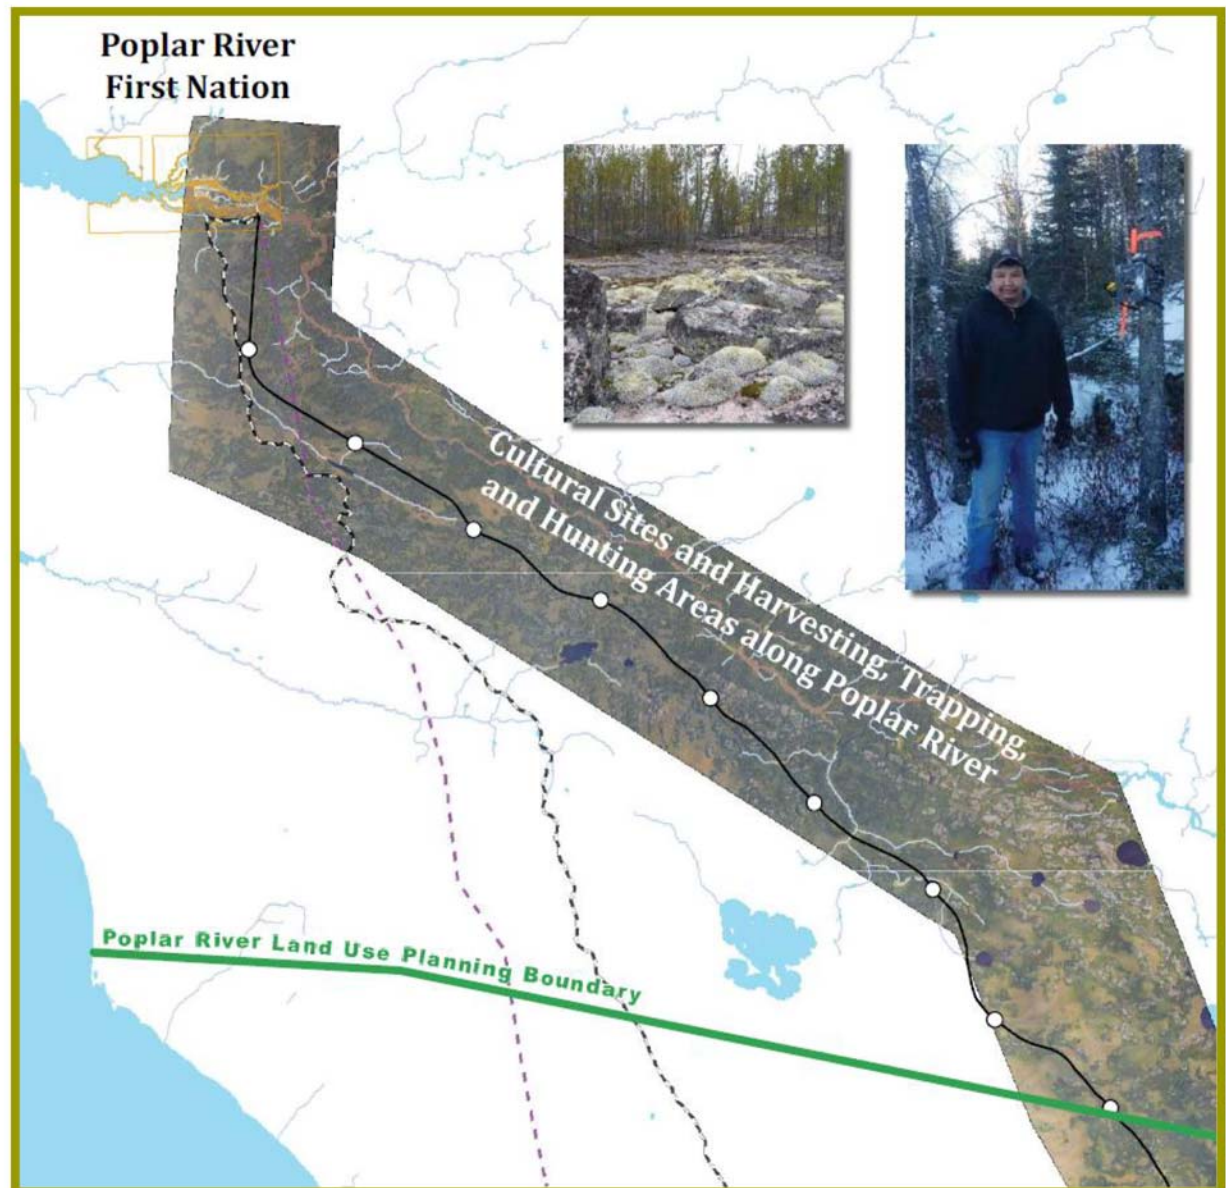 Poplar River
First Nation
Cultural Sites and Harvesting, Trapping,
and Hunting Areas along Poplar River
Poplar River Land Use Planning Boundary